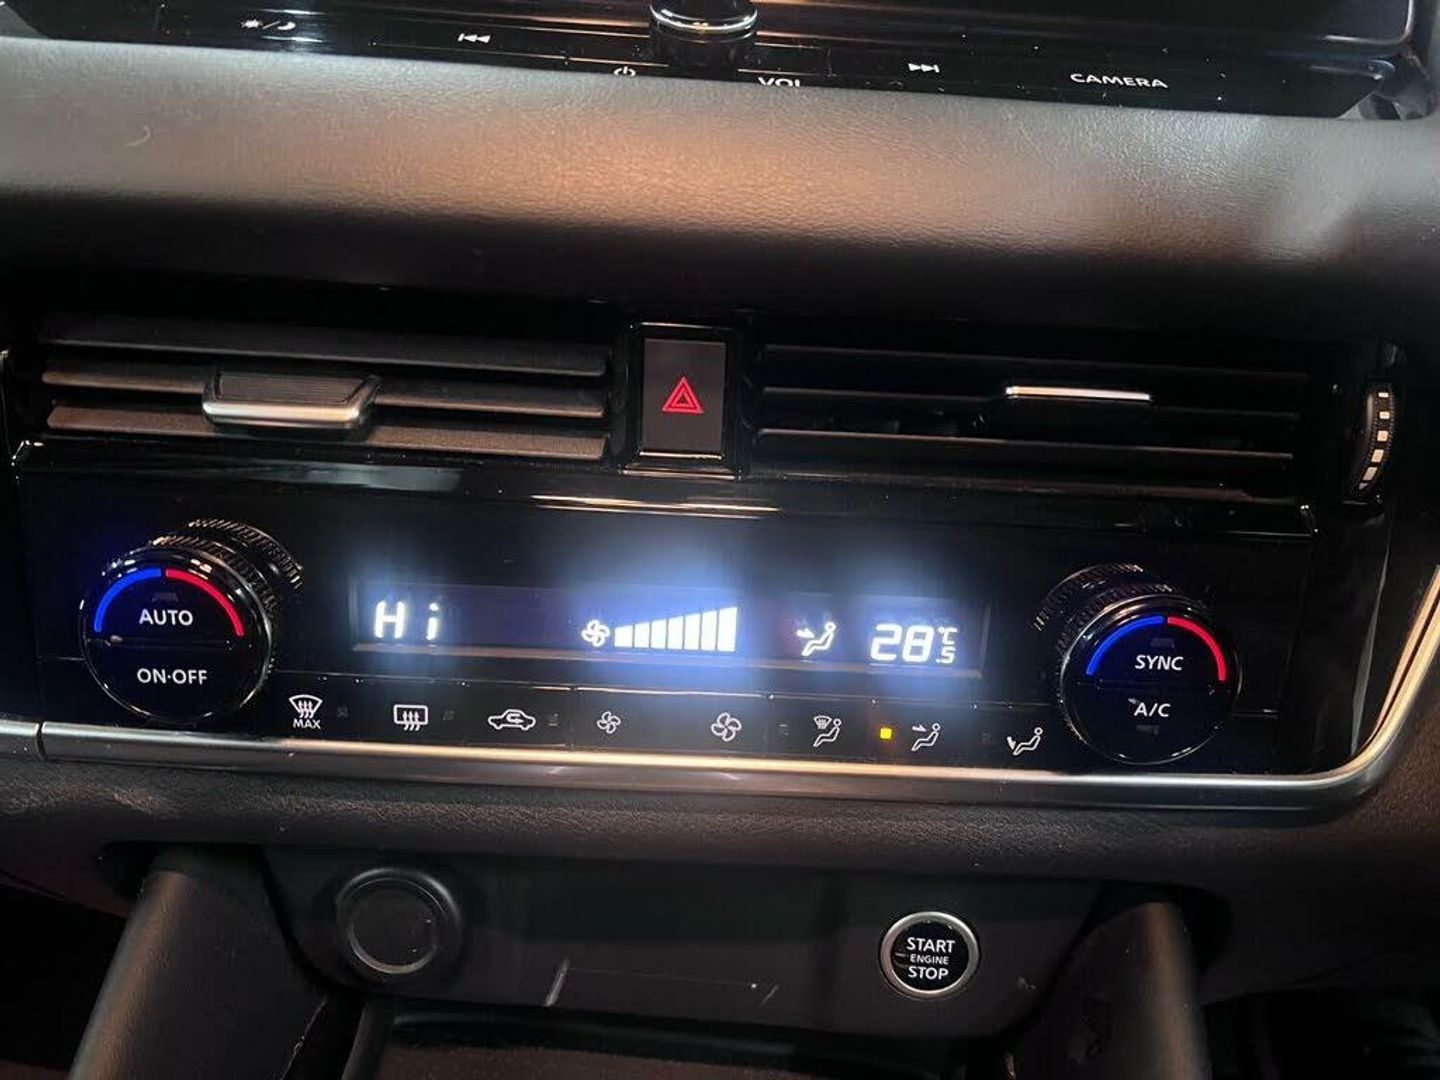 VOL
CAMERA
AUTO
ON·OFF
Hi
28.5°C
SYNC
A/C
MAX
START
ENGINE
STOP